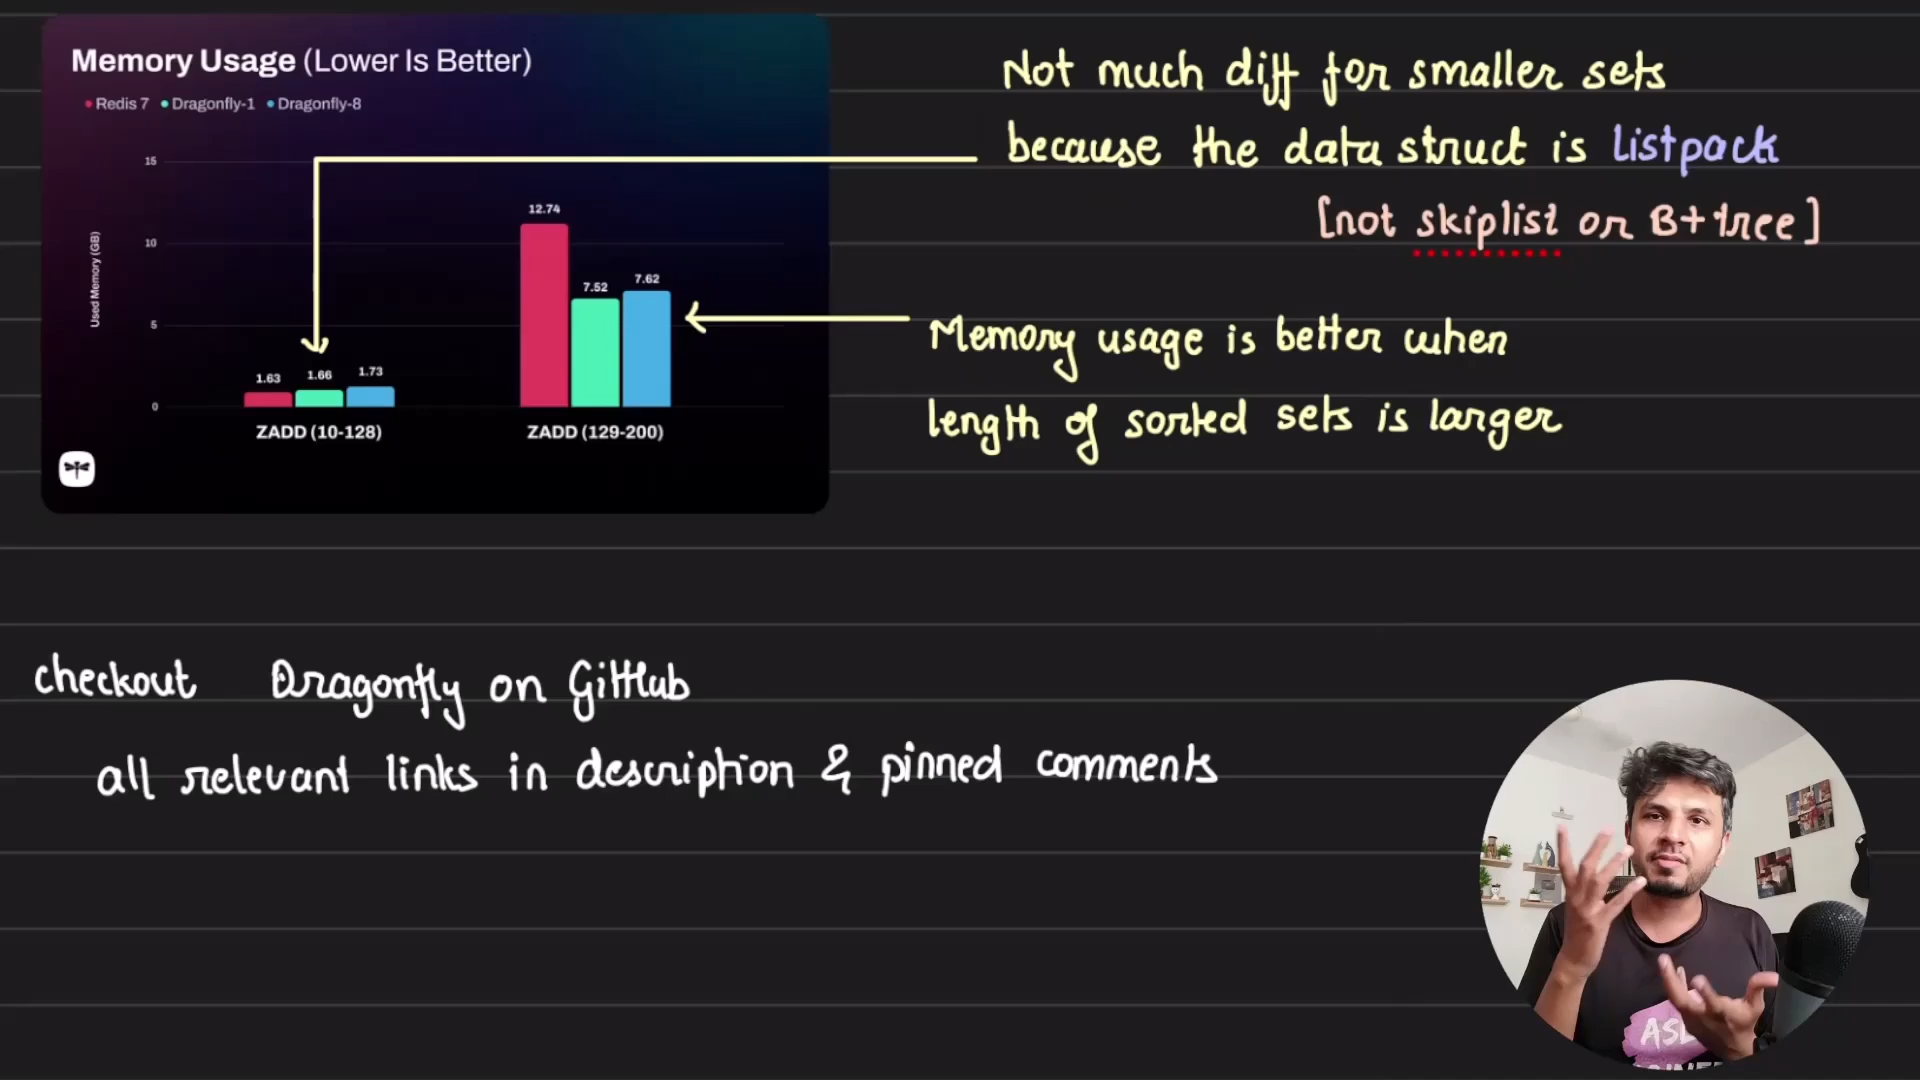 Memory Usage (Lower Is Better)
Redis 7 Dragonfly-1 Dragonfly-8
Used Memory (GB)
15
10
5
0
1.63 1.66 1.73
12.74 7.52 7.62
ZADD (10-128) ZADD (129-200)
Not much diff for smaller sets
because the data struct is listpack
[not skiplist or B+tree]
Memory usage is better when
length of sorted sets is larger
checkout Dragonfly on GitHub
all relevant links in description & pinned comments